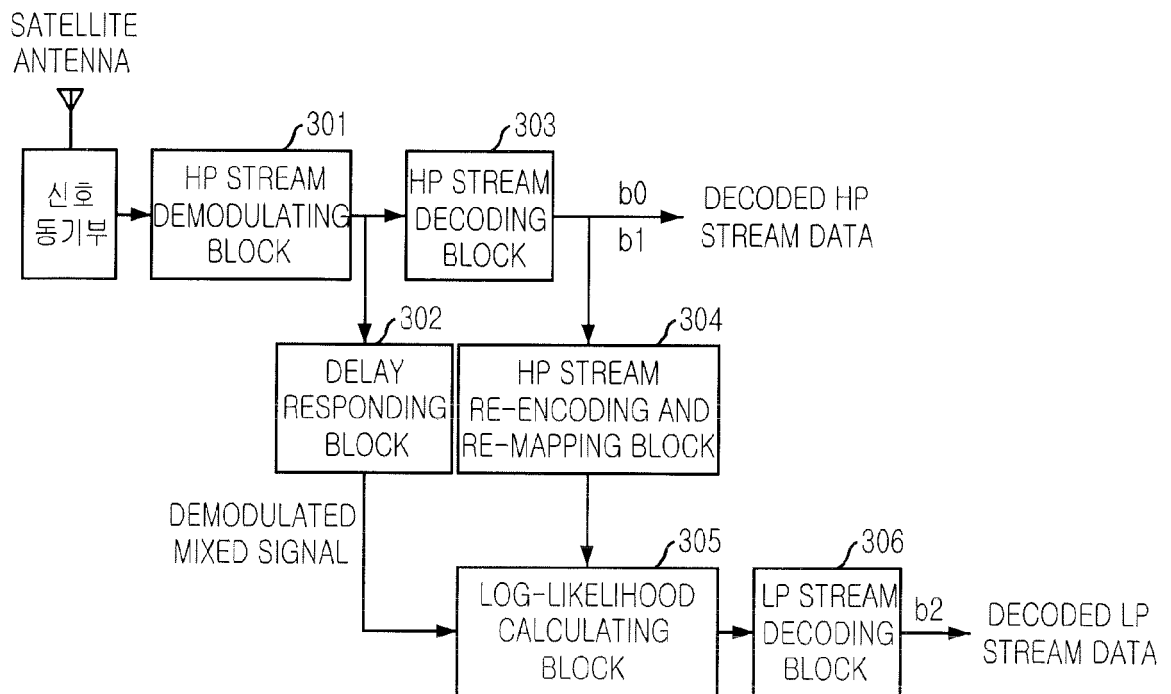 SATELLITE
ANTENNA
신호
동기부
301
HP STREAM
DEMODULATING
BLOCK
303
HP STREAM
DECODING
BLOCK
b0
b1
DECODED HP
STREAM DATA
302
DELAY
RESPONDING
BLOCK
304
HP STREAM
RE-ENCODING AND
RE-MAPPING BLOCK
DEMODULATED
MIXED SIGNAL
305
LOG-LIKELIHOOD
CALCULATING
BLOCK
306
LP STREAM
DECODING
BLOCK
b2
DECODED LP
STREAM DATA